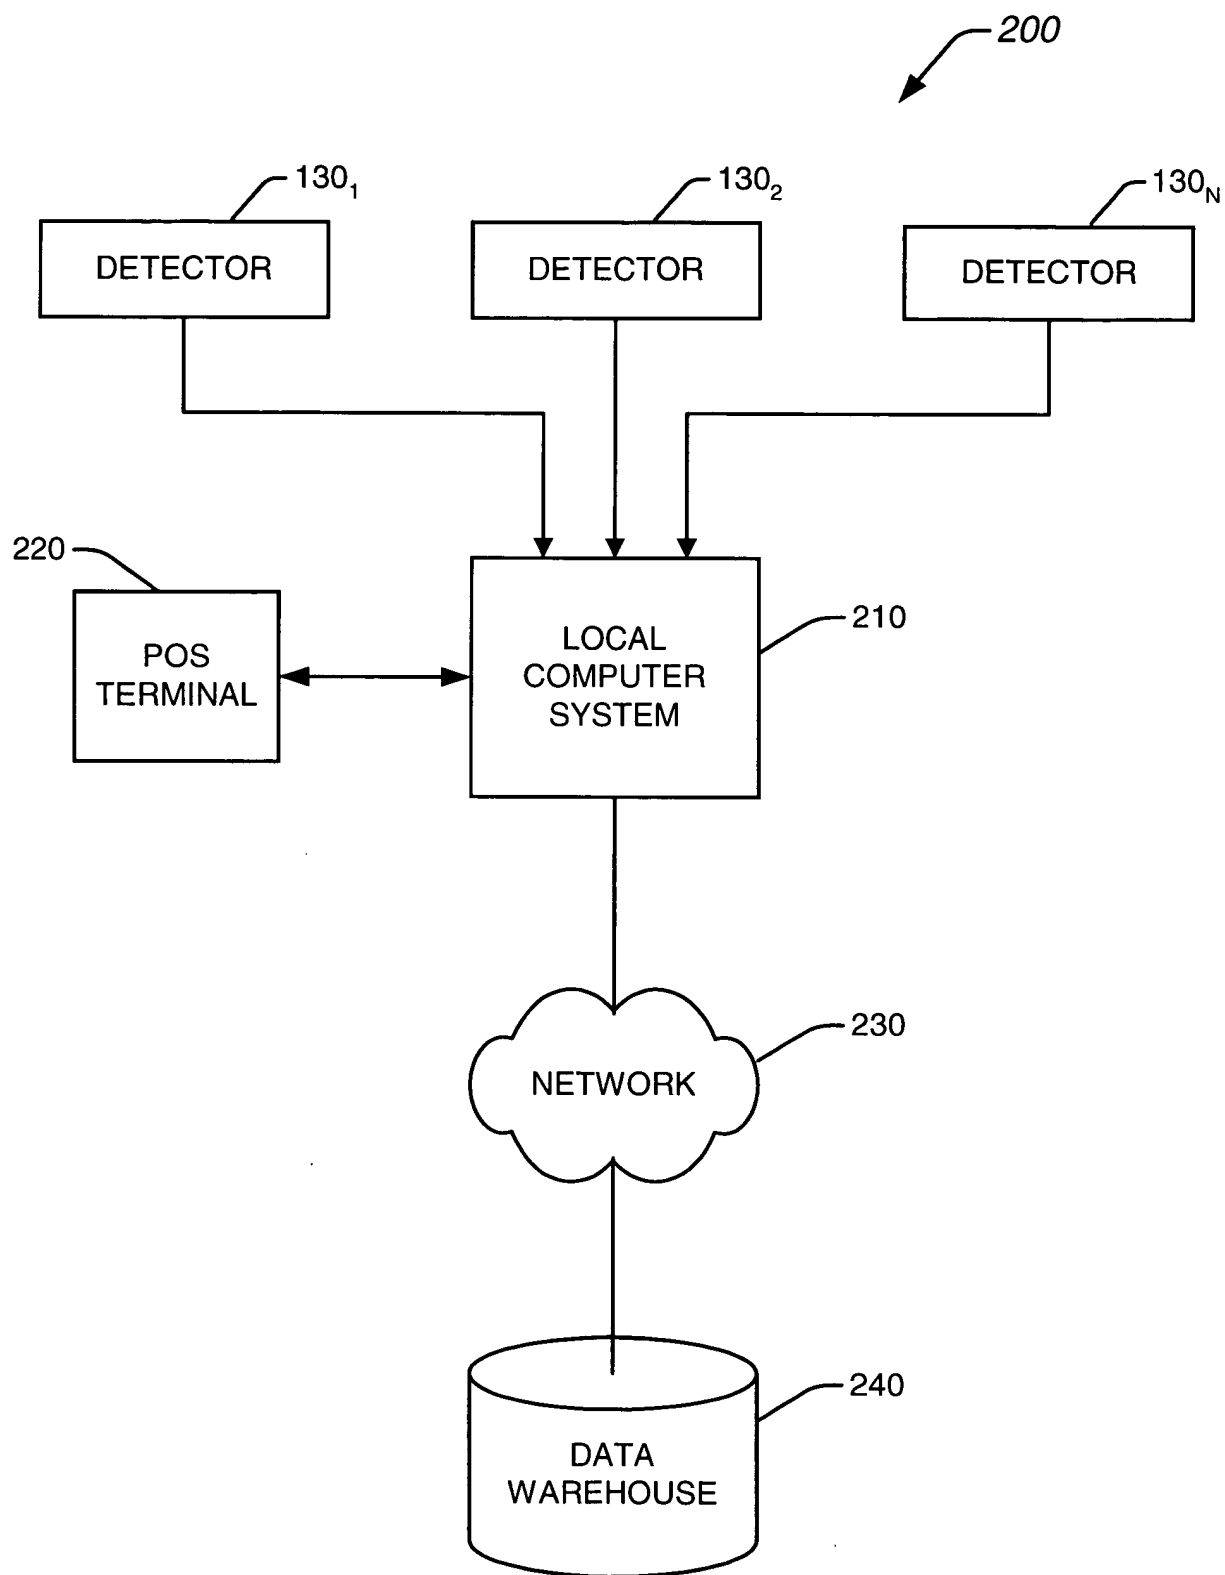 200
130₁
130₂
130N
DETECTOR
DETECTOR
DETECTOR
220
210
POS
TERMINAL
LOCAL
COMPUTER
SYSTEM
230
NETWORK
240
DATA
WAREHOUSE